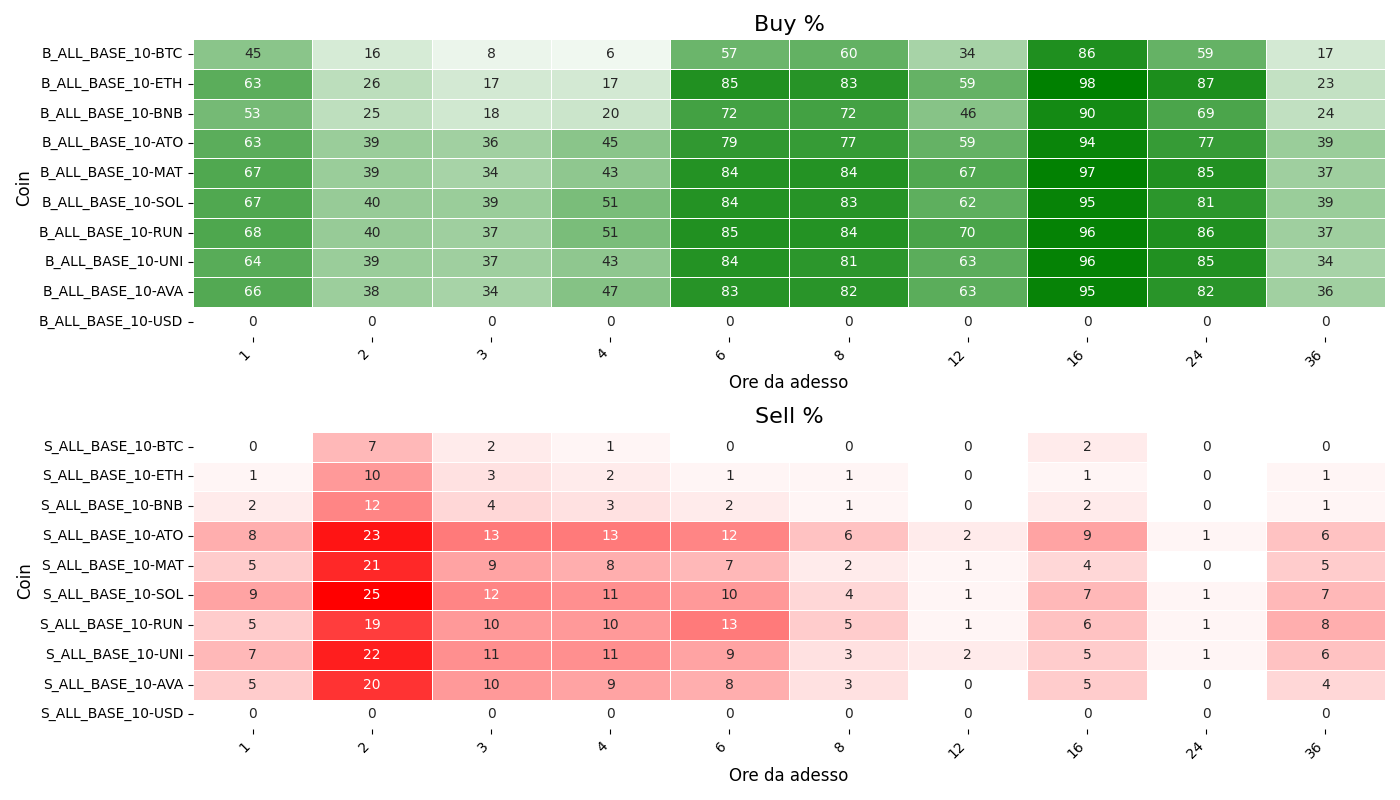 Buy %
Coin
B_ALL_BASE_10-BTC 45 16 8 6 57 60 34 86 59 17
B_ALL_BASE_10-ETH 63 26 17 17 85 83 59 98 87 23
B_ALL_BASE_10-BNB 53 25 18 20 72 72 46 90 69 24
B_ALL_BASE_10-ATO 63 39 36 45 79 77 59 94 77 39
B_ALL_BASE_10-MAT 67 39 34 43 84 84 67 97 85 37
B_ALL_BASE_10-SOL 67 40 39 51 84 83 62 95 81 39
B_ALL_BASE_10-RUN 68 40 37 51 85 84 70 96 86 37
B_ALL_BASE_10-UNI 64 39 37 43 84 81 63 96 85 34
B_ALL_BASE_10-AVA 66 38 34 47 83 82 63 95 82 36
B_ALL_BASE_10-USD 0 0 0 0 0 0 0 0 0 0
1 2 3 4 6 8 12 16 24 36
Ore da adesso
Sell %
Coin
S_ALL_BASE_10-BTC 0 7 2 1 0 0 0 2 0 0
S_ALL_BASE_10-ETH 1 10 3 2 1 1 0 1 0 1
S_ALL_BASE_10-BNB 2 12 4 3 2 1 0 2 0 1
S_ALL_BASE_10-ATO 8 23 13 13 12 6 2 9 1 6
S_ALL_BASE_10-MAT 5 21 9 8 7 2 1 4 0 5
S_ALL_BASE_10-SOL 9 25 12 11 10 4 1 7 1 7
S_ALL_BASE_10-RUN 5 19 10 10 13 5 1 6 1 8
S_ALL_BASE_10-UNI 7 22 11 11 9 3 2 5 1 6
S_ALL_BASE_10-AVA 5 20 10 9 8 3 0 5 0 4
S_ALL_BASE_10-USD 0 0 0 0 0 0 0 0 0 0
1 2 3 4 6 8 12 16 24 36
Ore da adesso